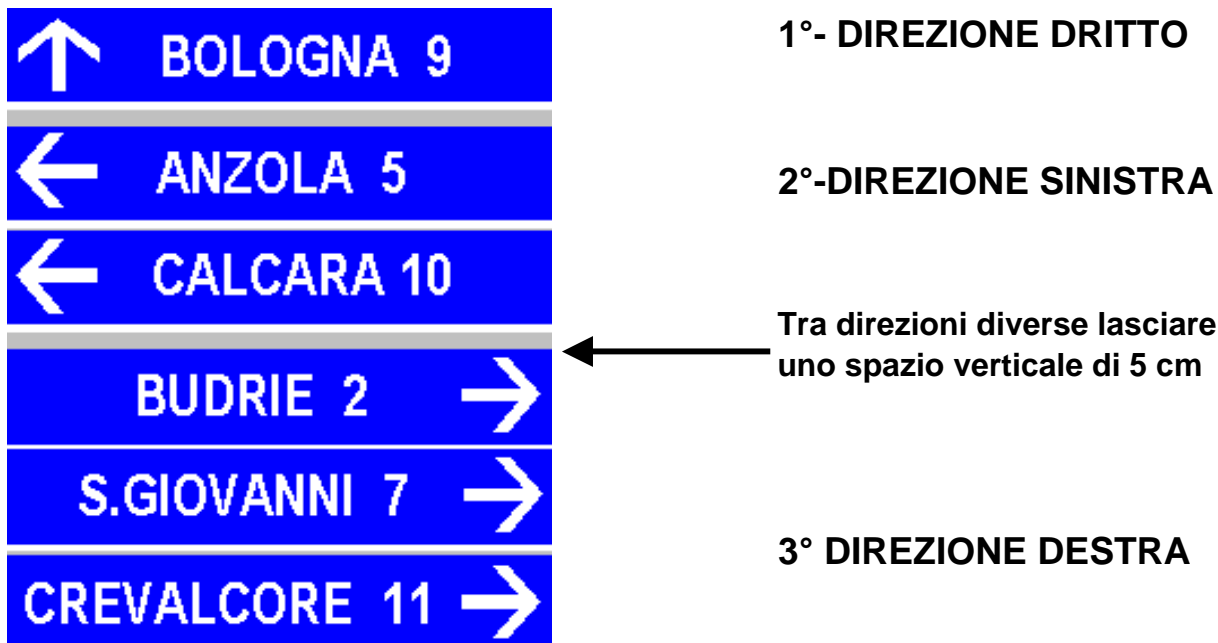 BOLOGNA 9
1°- DIREZIONE DRITTO
ANZOLA 5
2°-DIREZIONE SINISTRA
CALCARA 10
Tra direzioni diverse lasciare
uno spazio verticale di 5 cm
BUDRIE 2
S.GIOVANNI 7
3° DIREZIONE DESTRA
CREVALCORE 11